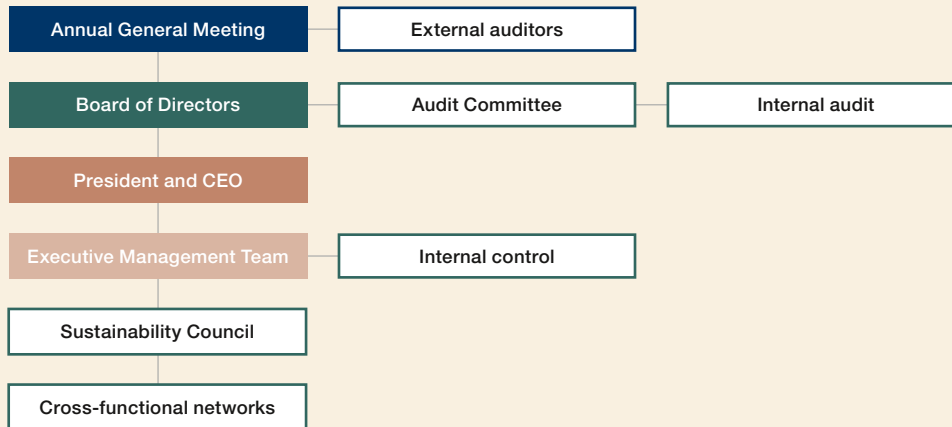 Annual General Meeting
External auditors
Board of Directors
Audit Committee
Internal audit
President and CEO
Executive Management Team
Internal control
Sustainability Council
Cross-functional networks